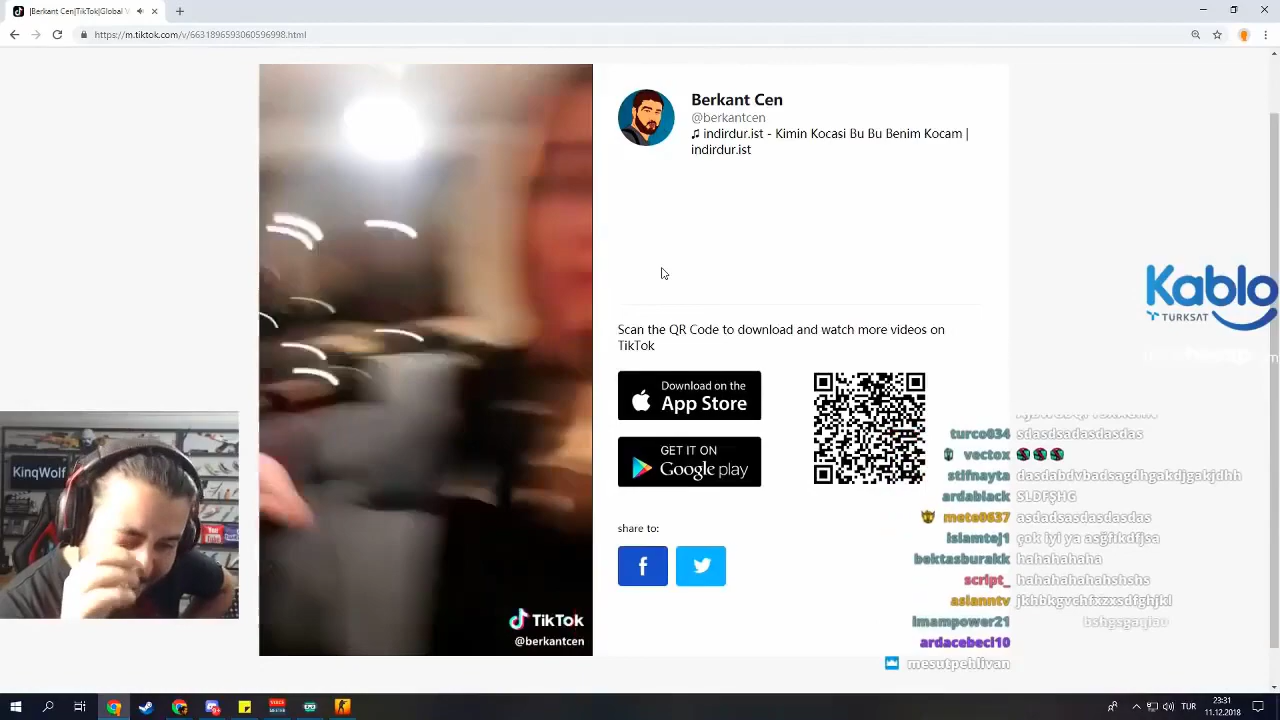 |Berkant Cen|TikTok|Global V
https://m.tiktok.com/v/6631896593060596998.html
Berkant Cen
@berkantcen
♫ indirdur.ist - Kimin Kocasi Bu Bu Benim Kocam |
indirdur.ist
Scan the QR Code to download and watch more videos on
TikTok
Download on the
App Store
GET IT ON
Google play
share to:
TikTok
@berkantcen
KinqWolf
Kablo
TURKSAT
turco034 sdasdsadasdasdas
vectox
stifnayta dasdabdvbadsagdhgakdjgakjdhh
ardablack SLDFŞHG
mete0637 asdadsasdasdasdas
islamtej1 çok iyi ya asğfıkdfjsa
bektasburakk hahahahaha
script_ hahahahahahshshs
aslanntv jkhbkgvchfxzxsdfghjkl
imampower21
ardacebeci10
mesutpehlivan
TUR
23:31
11.12.2018